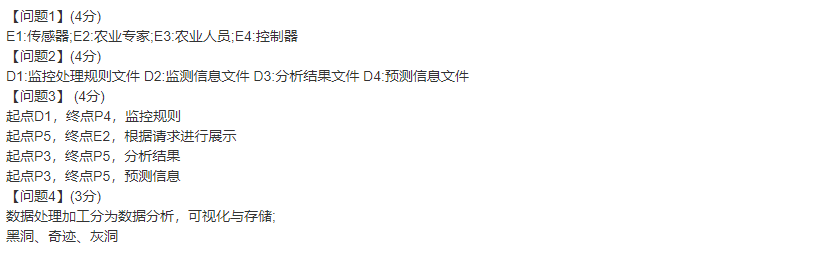 【问题1】(4分)
E1:传感器;E2:农业专家;E3:农业人员;E4:控制器
【问题2】(4分)
D1:监控处理规则文件 D2:监测信息文件 D3:分析结果文件 D4:预测信息文件
【问题3】 (4分)
起点D1，终点P4，监控规则
起点P5，终点E2，根据请求进行展示
起点P3，终点P5，分析结果
起点P3，终点P5，预测信息
【问题4】(3分)
数据处理加工分为数据分析，可视化与存储;
黑洞、奇迹、灰洞